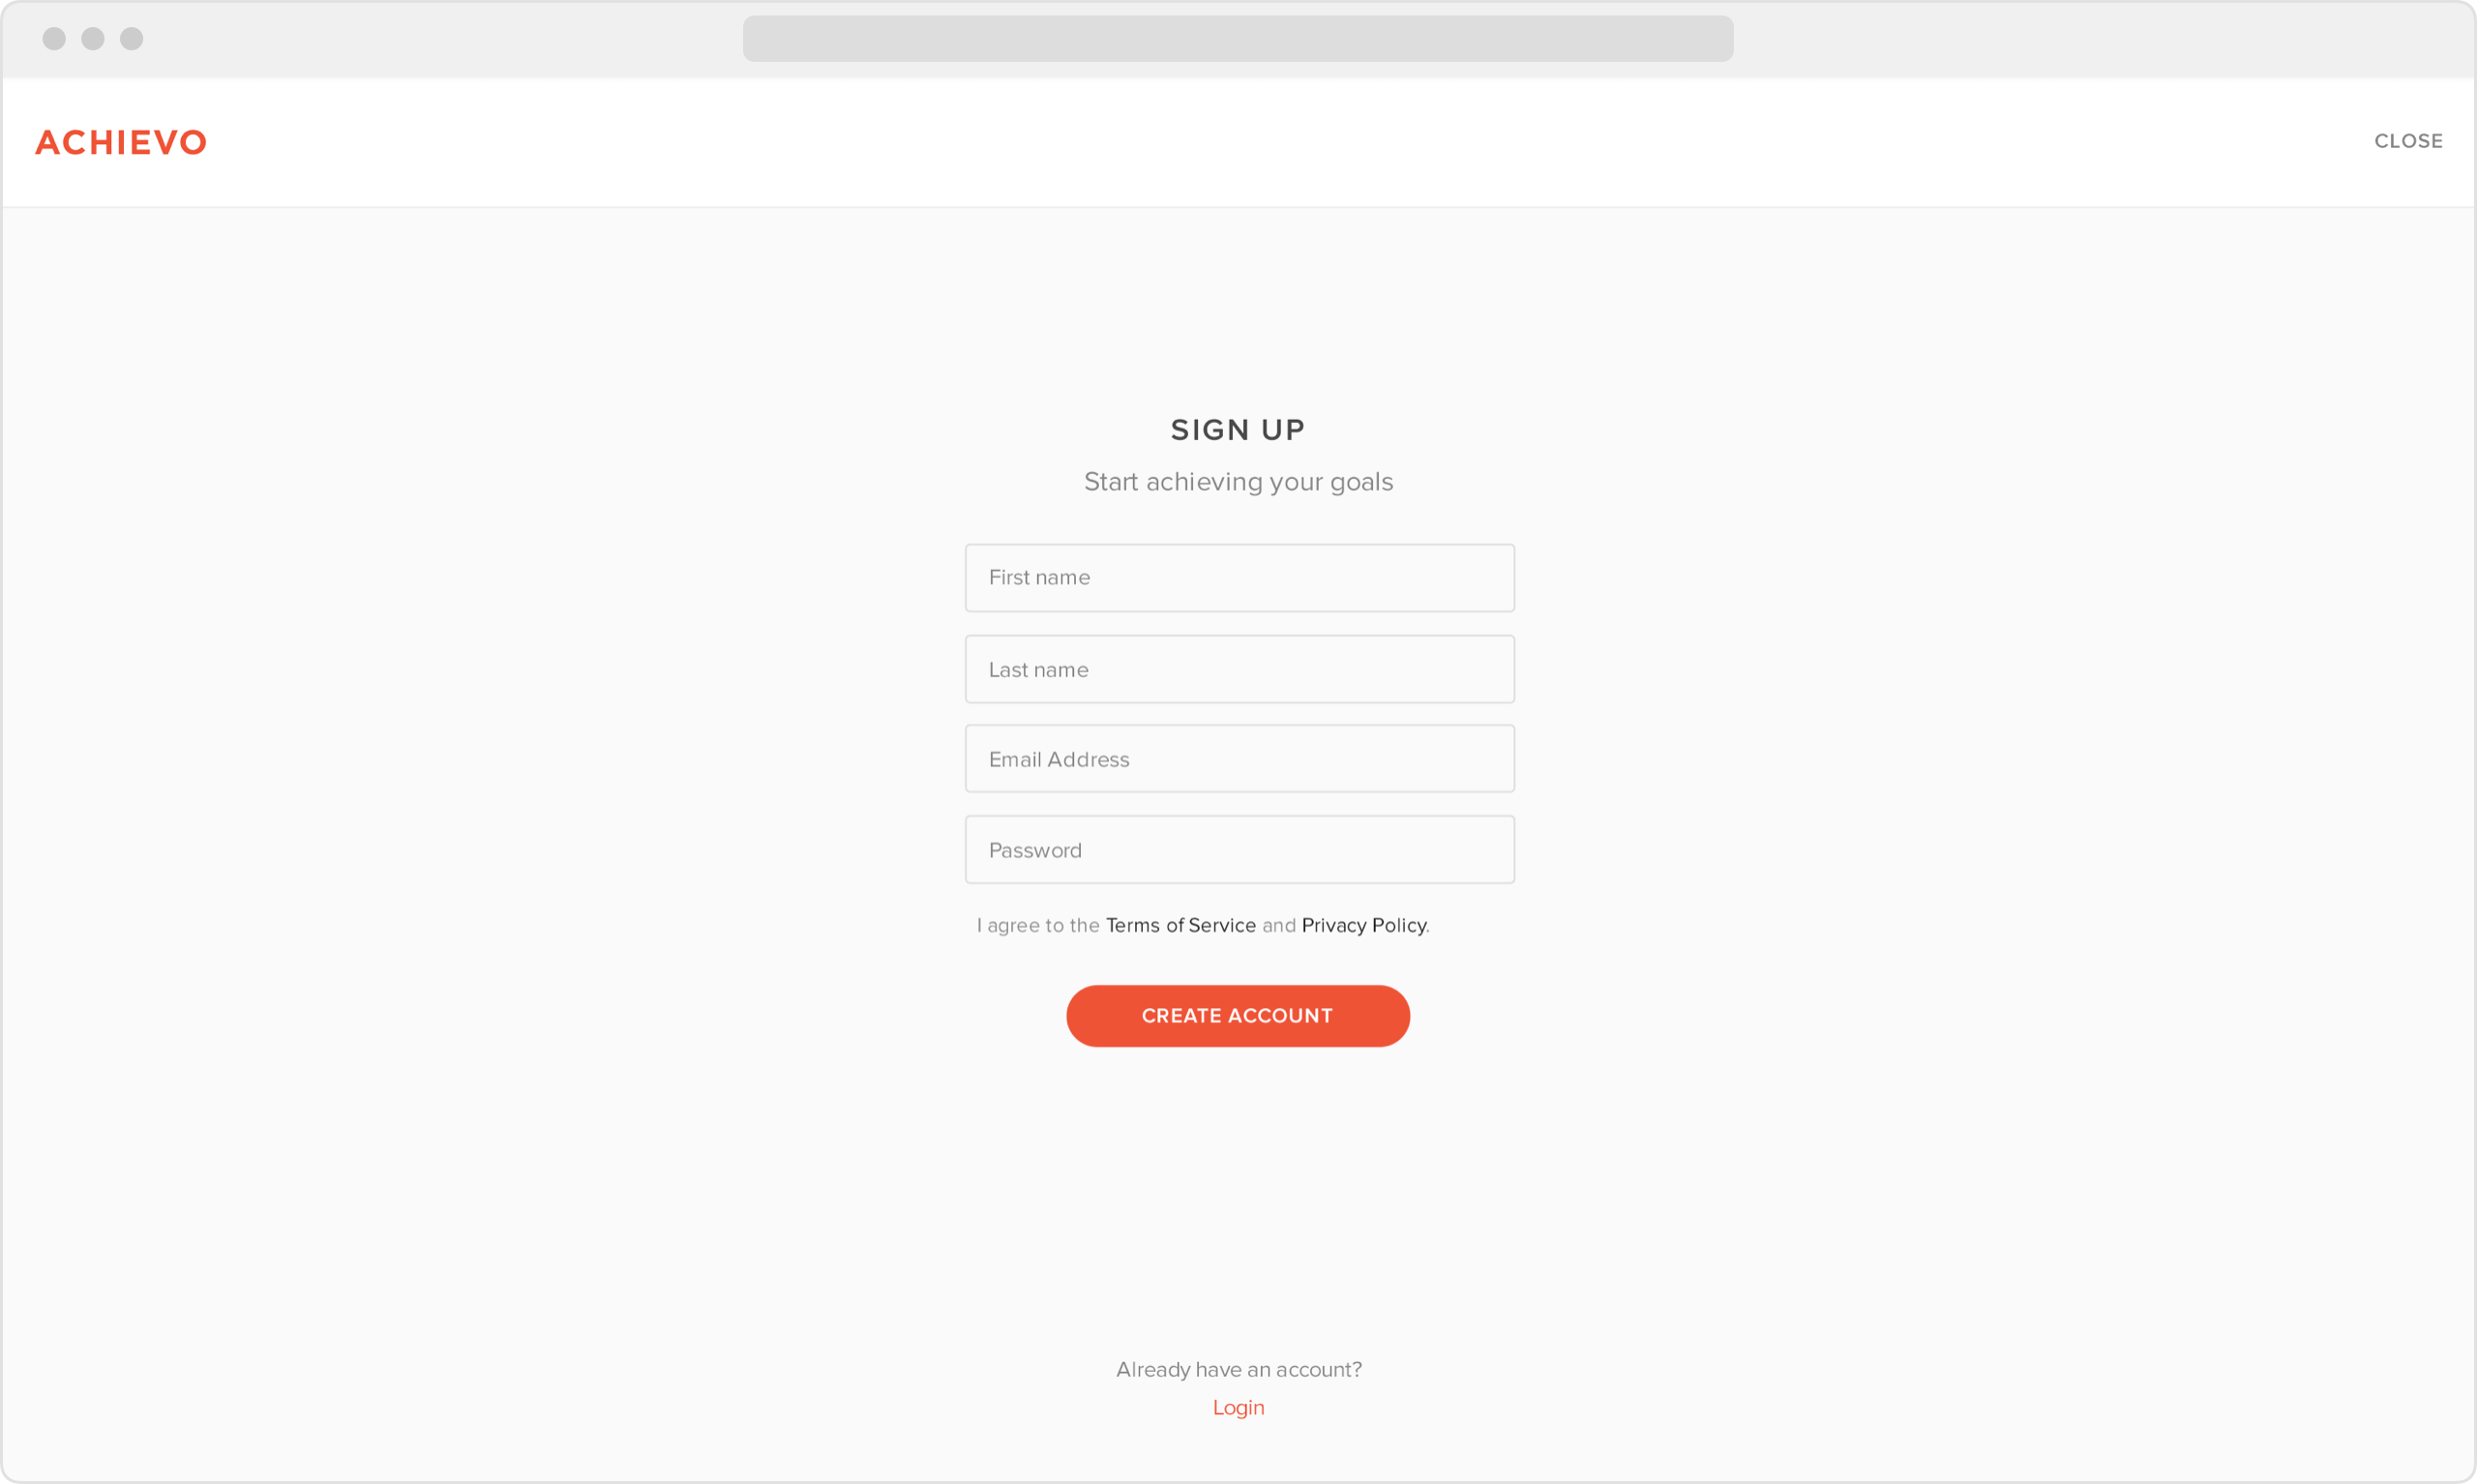 ACHIEVO
CLOSE
SIGN UP
Start achieving your goals
First name
Last name
Email Address
Password
I agree to the Terms of Service and Privacy Policy.
CREATE ACCOUNT
Already have an account?
Login